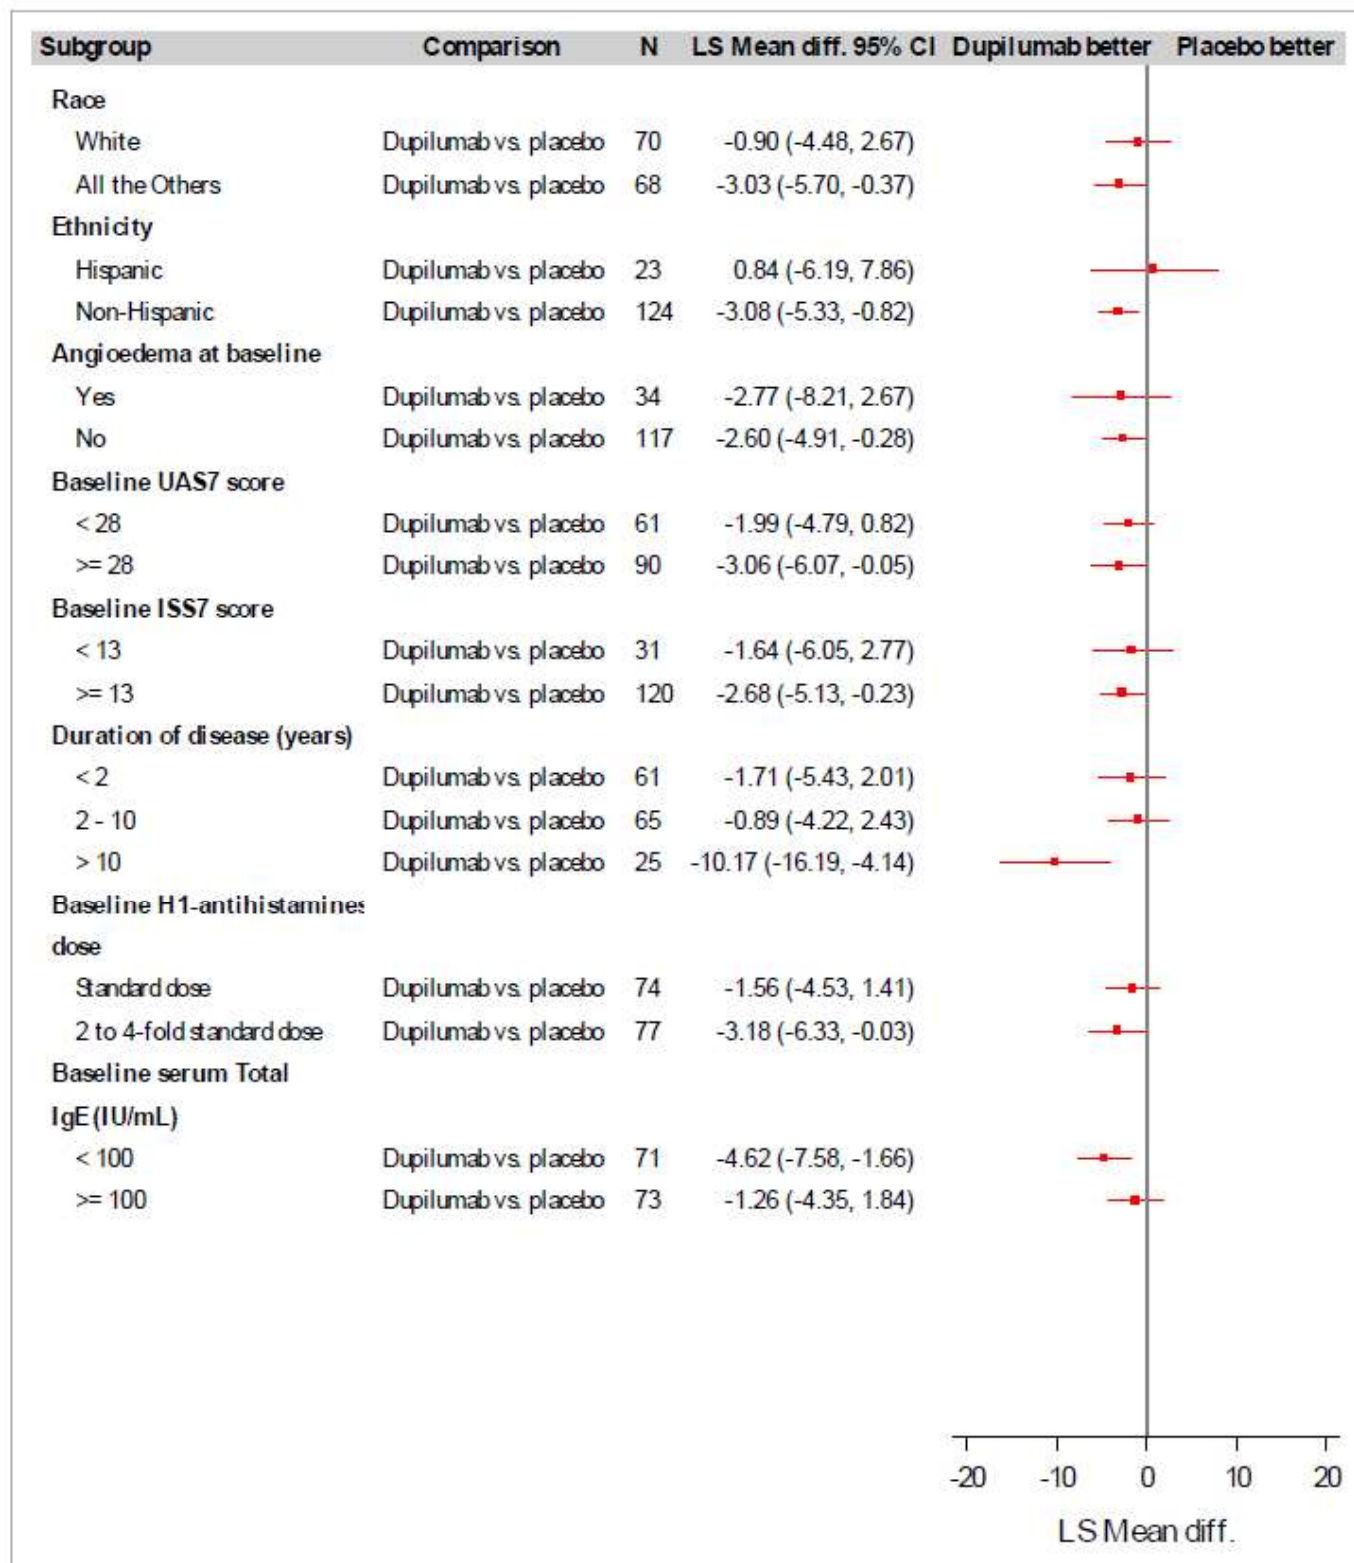 Subgroup Comparison N LS Mean diff. 95% CI Dupilumab better Placebo better
Race
White Dupilumab vs. placebo 70 -0.90 (-4.48, 2.67)
All the Others Dupilumab vs. placebo 68 -3.03 (-5.70, -0.37)
Ethnicity
Hispanic Dupilumab vs. placebo 23 0.84 (-6.19, 7.86)
Non-Hispanic Dupilumab vs. placebo 124 -3.08 (-5.33, -0.82)
Angioedema at baseline
Yes Dupilumab vs. placebo 34 -2.77 (-8.21, 2.67)
No Dupilumab vs. placebo 117 -2.60 (-4.91, -0.28)
Baseline UAS7 score
< 28 Dupilumab vs. placebo 61 -1.99 (-4.79, 0.82)
>= 28 Dupilumab vs. placebo 90 -3.06 (-6.07, -0.05)
Baseline ISS7 score
< 13 Dupilumab vs. placebo 31 -1.64 (-6.05, 2.77)
>= 13 Dupilumab vs. placebo 120 -2.68 (-5.13, -0.23)
Duration of disease (years)
< 2 Dupilumab vs. placebo 61 -1.71 (-5.43, 2.01)
2 - 10 Dupilumab vs. placebo 65 -0.89 (-4.22, 2.43)
> 10 Dupilumab vs. placebo 25 -10.17 (-16.19, -4.14)
Baseline H1-antihistamines
dose
Standard dose Dupilumab vs. placebo 74 -1.56 (-4.53, 1.41)
2 to 4-fold standard dose Dupilumab vs. placebo 77 -3.18 (-6.33, -0.03)
Baseline serum Total
IgE (IU/mL)
< 100 Dupilumab vs. placebo 71 -4.62 (-7.58, -1.66)
>= 100 Dupilumab vs. placebo 73 -1.26 (-4.35, 1.84)
-20 -10 0 10 20
LS Mean diff.